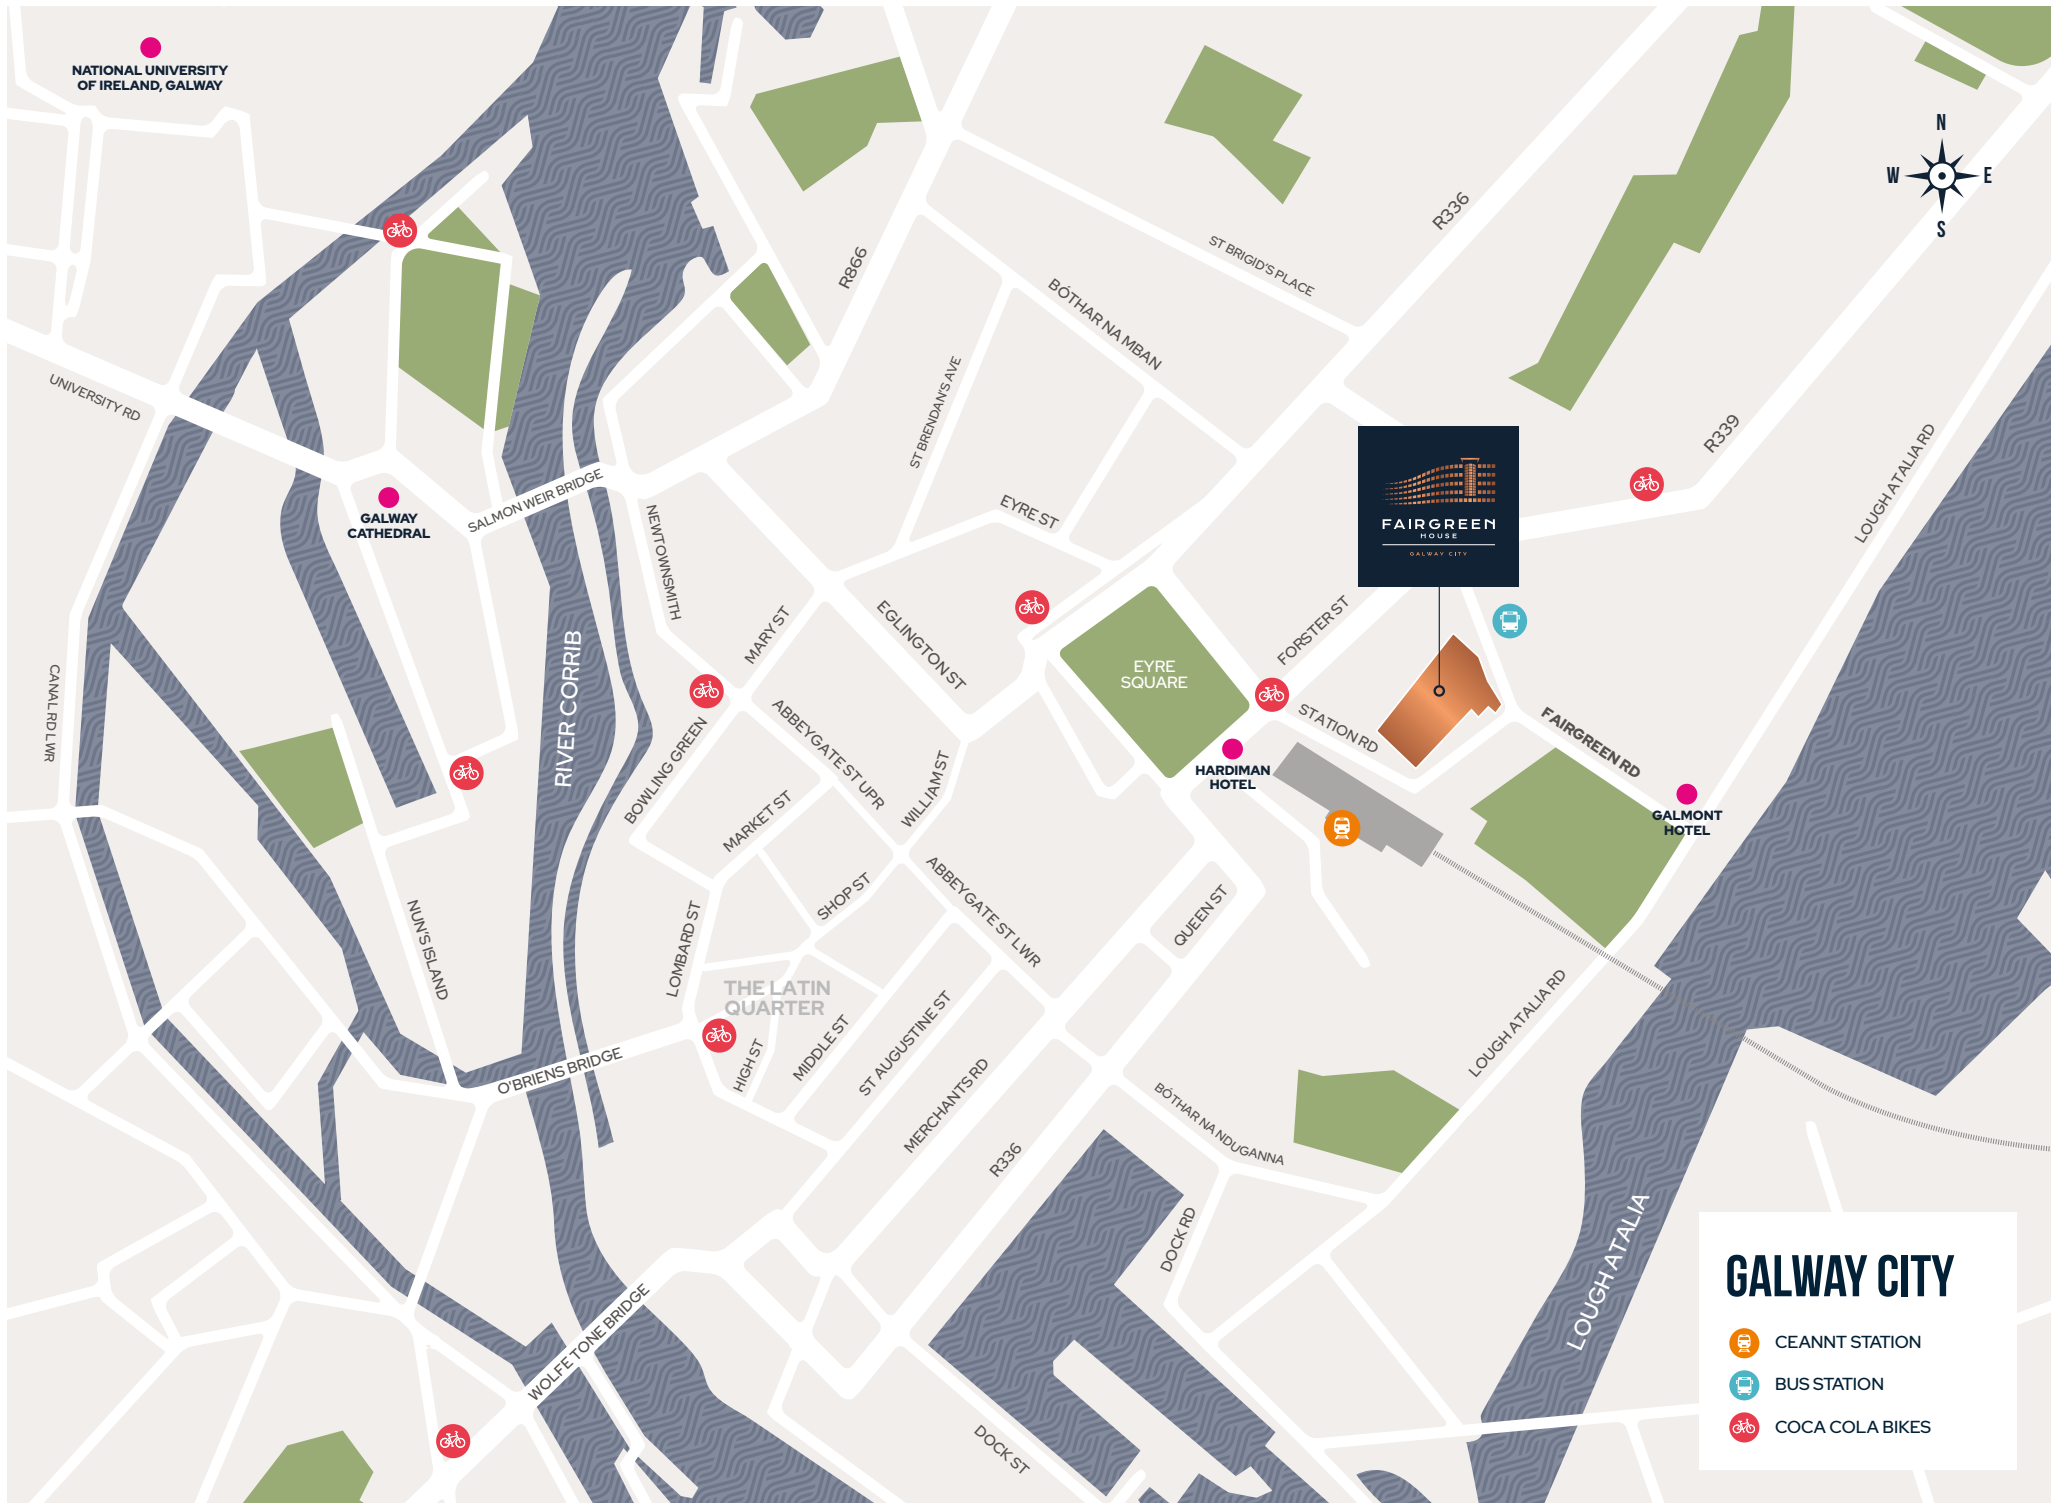 NATIONAL UNIVERSITY
OF IRELAND, GALWAY
N
W
E
S
R336
R866
ST BRIGID'S PLACE
BÓTHAR NA MBAN
UNIVERSITY RD
ST BRENDAN'S AVE
R339
LOUGH ATALIA RD
FAIRGREEN
HOUSE
GALWAY CITY
GALWAY
CATHEDRAL
SALMON WEIR BRIDGE
NEWTOWNSMITH
EYRE ST
MARY ST
EGLINGTON ST
FORSTER ST
EYRE
SQUARE
CANAL RD LWR
RIVER CORRIB
BOWLING GREEN
ABBEYGATE ST UPR
STATION RD
FAIRGREEN RD
HARDIMAN
HOTEL
GALMONT
HOTEL
MARKET ST
WILLIAM ST
SHOP ST
ABBEYGATE ST LWR
QUEEN ST
NUN'S ISLAND
LOMBARD ST
THE LATIN
QUARTER
LOUGH ATALIA RD
HIGH ST
MIDDLE ST
ST AUGUSTINE ST
O'BRIENS BRIDGE
MERCHANTS RD
R336
BÓTHAR NA NDUGANNA
DOCK RD
LOUGH ATALIA
WOLFE TONE BRIDGE
DOCK ST
GALWAY CITY
CEANNT STATION
BUS STATION
COCA COLA BIKES